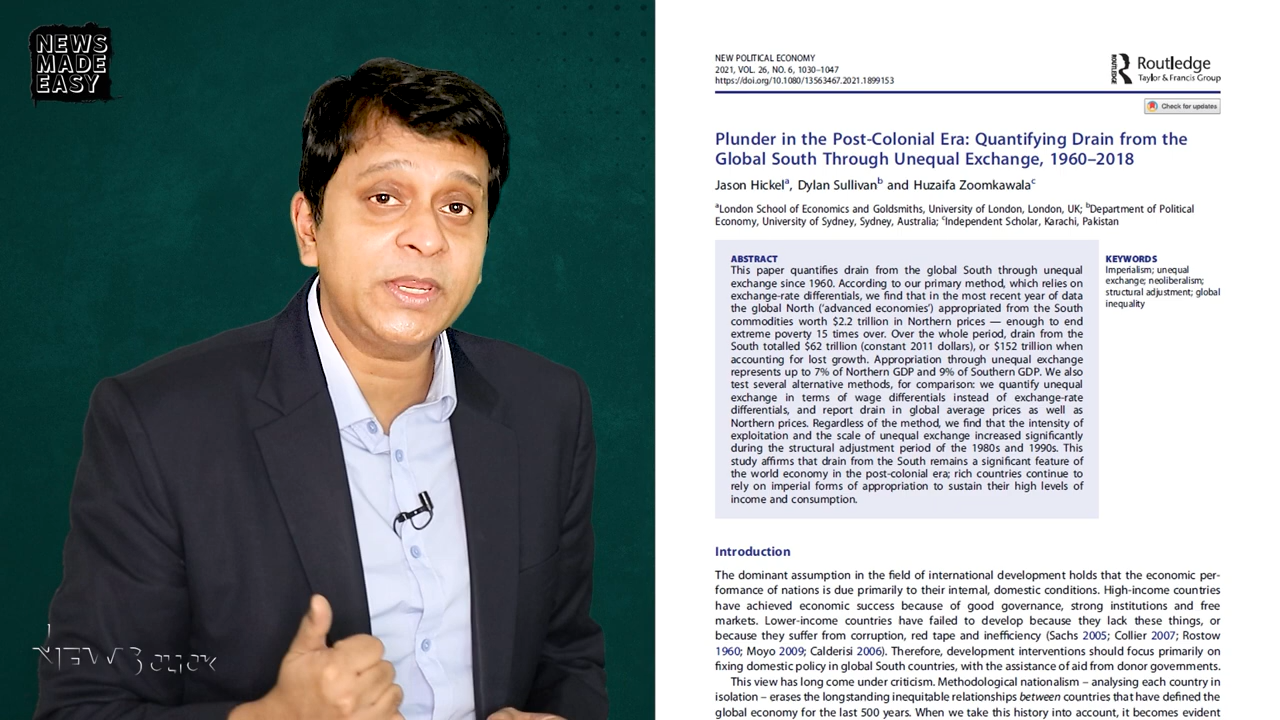 NEWS
MADE
EASY
NEW POLITICAL ECONOMY
2021, VOL. 26, NO. 6, 1030–1047
https://doi.org/10.1080/13563467.2021.1899153
ROUTLEDGE
Routledge
Taylor & Francis Group
Check for updates
Plunder in the Post-Colonial Era: Quantifying Drain from the
Global South Through Unequal Exchange, 1960–2018
Jason Hickelᵃ, Dylan Sullivanᵇ and Huzaifa Zoomkawalaᶜ
ᵃLondon School of Economics and Goldsmiths, University of London, London, UK; ᵇDepartment of Political
Economy, University of Sydney, Sydney, Australia; ᶜIndependent Scholar, Karachi, Pakistan
ABSTRACT
This paper quantifies drain from the global South through unequal
exchange since 1960. According to our primary method, which relies on
exchange-rate differentials, we find that in the most recent year of data
the global North (‘advanced economies’) appropriated from the South
commodities worth $2.2 trillion in Northern prices — enough to end
extreme poverty 15 times over. Over the whole period, drain from the
South totalled $62 trillion (constant 2011 dollars), or $152 trillion when
accounting for lost growth. Appropriation through unequal exchange
represents up to 7% of Northern GDP and 9% of Southern GDP. We also
test several alternative methods, for comparison: we quantify unequal
exchange in terms of wage differentials instead of exchange-rate
differentials, and report drain in global average prices as well as
Northern prices. Regardless of the method, we find that the intensity of
exploitation and the scale of unequal exchange increased significantly
during the structural adjustment period of the 1980s and 1990s. This
study affirms that drain from the South remains a significant feature of
the world economy in the post-colonial era; rich countries continue to
rely on imperial forms of appropriation to sustain their high levels of
income and consumption.
KEYWORDS
Imperialism; unequal
exchange; neoliberalism;
structural adjustment; global
inequality
Introduction
The dominant assumption in the field of international development holds that the economic per-
formance of nations is due primarily to their internal, domestic conditions. High-income countries
have achieved economic success because of good governance, strong institutions and free
markets. Lower-income countries have failed to develop because they lack these things, or
because they suffer from corruption, red tape and inefficiency (Sachs 2005; Collier 2007; Rostow
1960; Moyo 2009; Calderisi 2006). Therefore, development interventions should focus primarily on
fixing domestic policy in global South countries, with the assistance of aid from donor governments.
This view has long come under criticism. Methodological nationalism – analysing each country in
isolation – erases the longstanding inequitable relationships between countries that have defined the
global economy for the last 500 years. When we take this history into account, it becomes evident